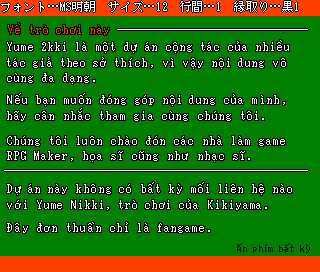 フォント…MS明朝　サイズ…12　行間…1　縁取り…黒1
Về trò chơi này
Yume 2kki là một dự án cộng tác của nhiều
tác giả theo sở thích, vì vậy nội dung vô
cùng đa dạng.
Nếu bạn muốn đóng góp nội dung của mình,
hãy cân nhắc tham gia cùng chúng tôi.
Chúng tôi luôn chào đón các nhà làm game
RPG Maker, họa sĩ cũng như nhạc sĩ.
Dự án này không có bất kỳ mối liên hệ nào
với Yume Nikki, trò chơi của Kikiyama.
Đây đơn thuần chỉ là fangame.
Ấn phím bất kỳ